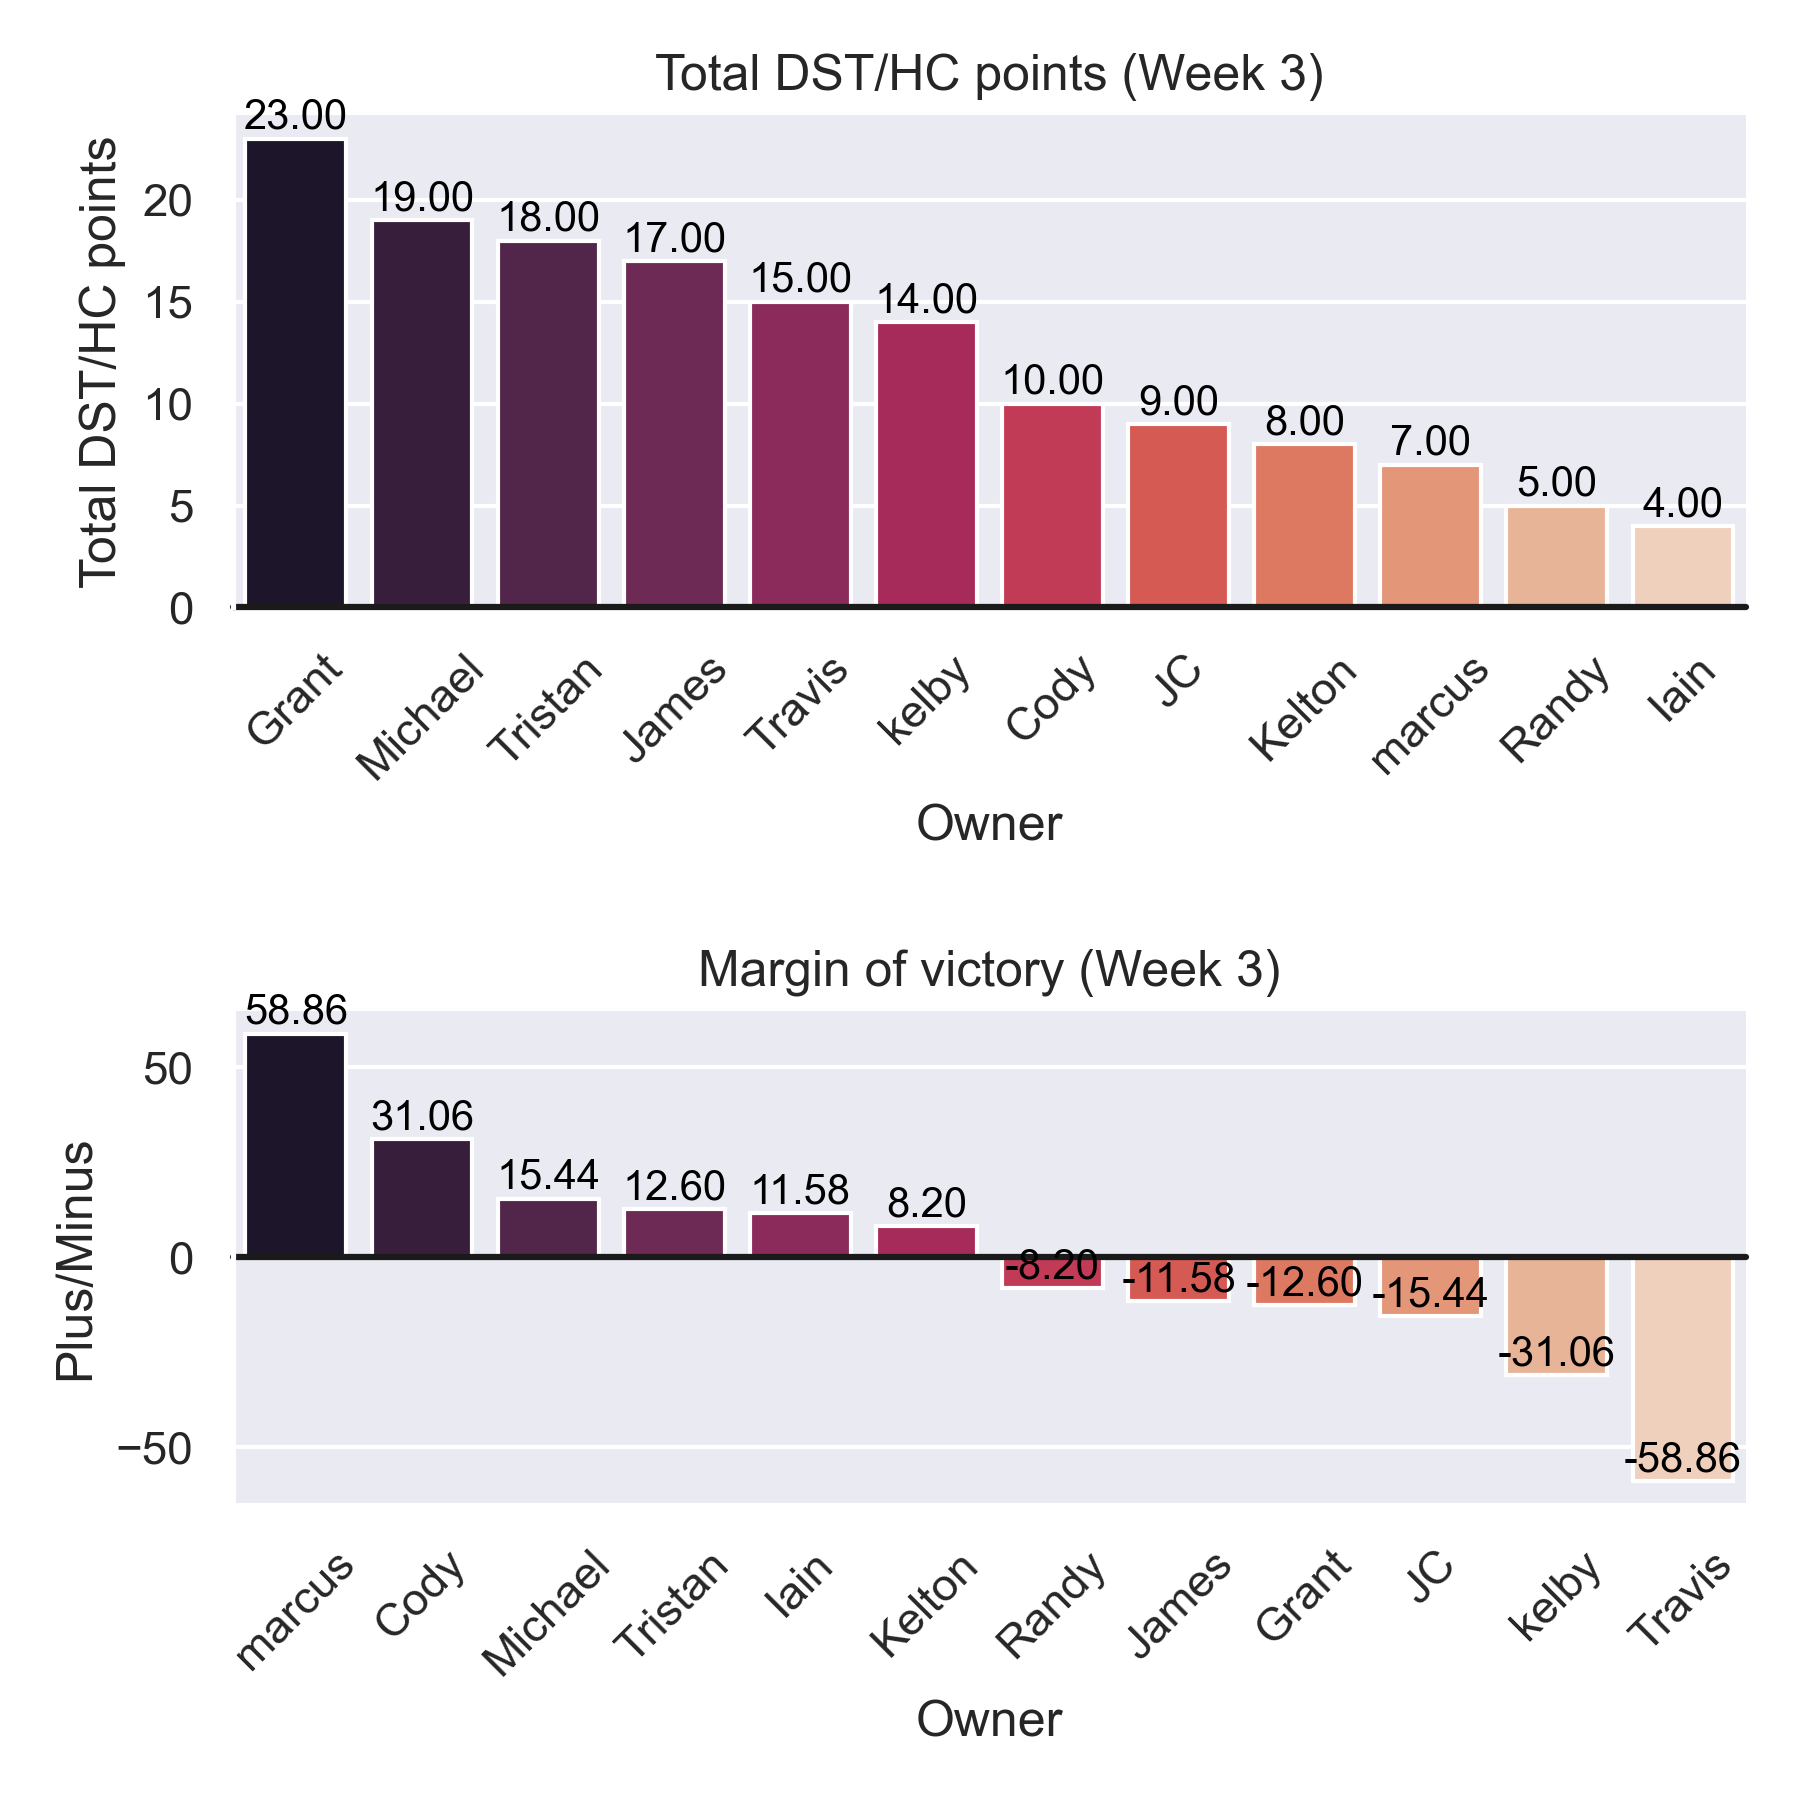 Total DST/HC points (Week 3)
Total DST/HC points
20
15
10
5
0
23.00
19.00
18.00
17.00
15.00
14.00
10.00
9.00
8.00
7.00
5.00
4.00
Grant
Michael
Tristan
James
Travis
kelby
Cody
JC
Kelton
marcus
Randy
Iain
Owner
Margin of victory (Week 3)
Plus/Minus
50
0
−50
58.86
31.06
15.44
12.60
11.58
8.20
-8.20
-11.58
-12.60
-15.44
-31.06
-58.86
marcus
Cody
Michael
Tristan
Iain
Kelton
Randy
James
Grant
JC
kelby
Travis
Owner